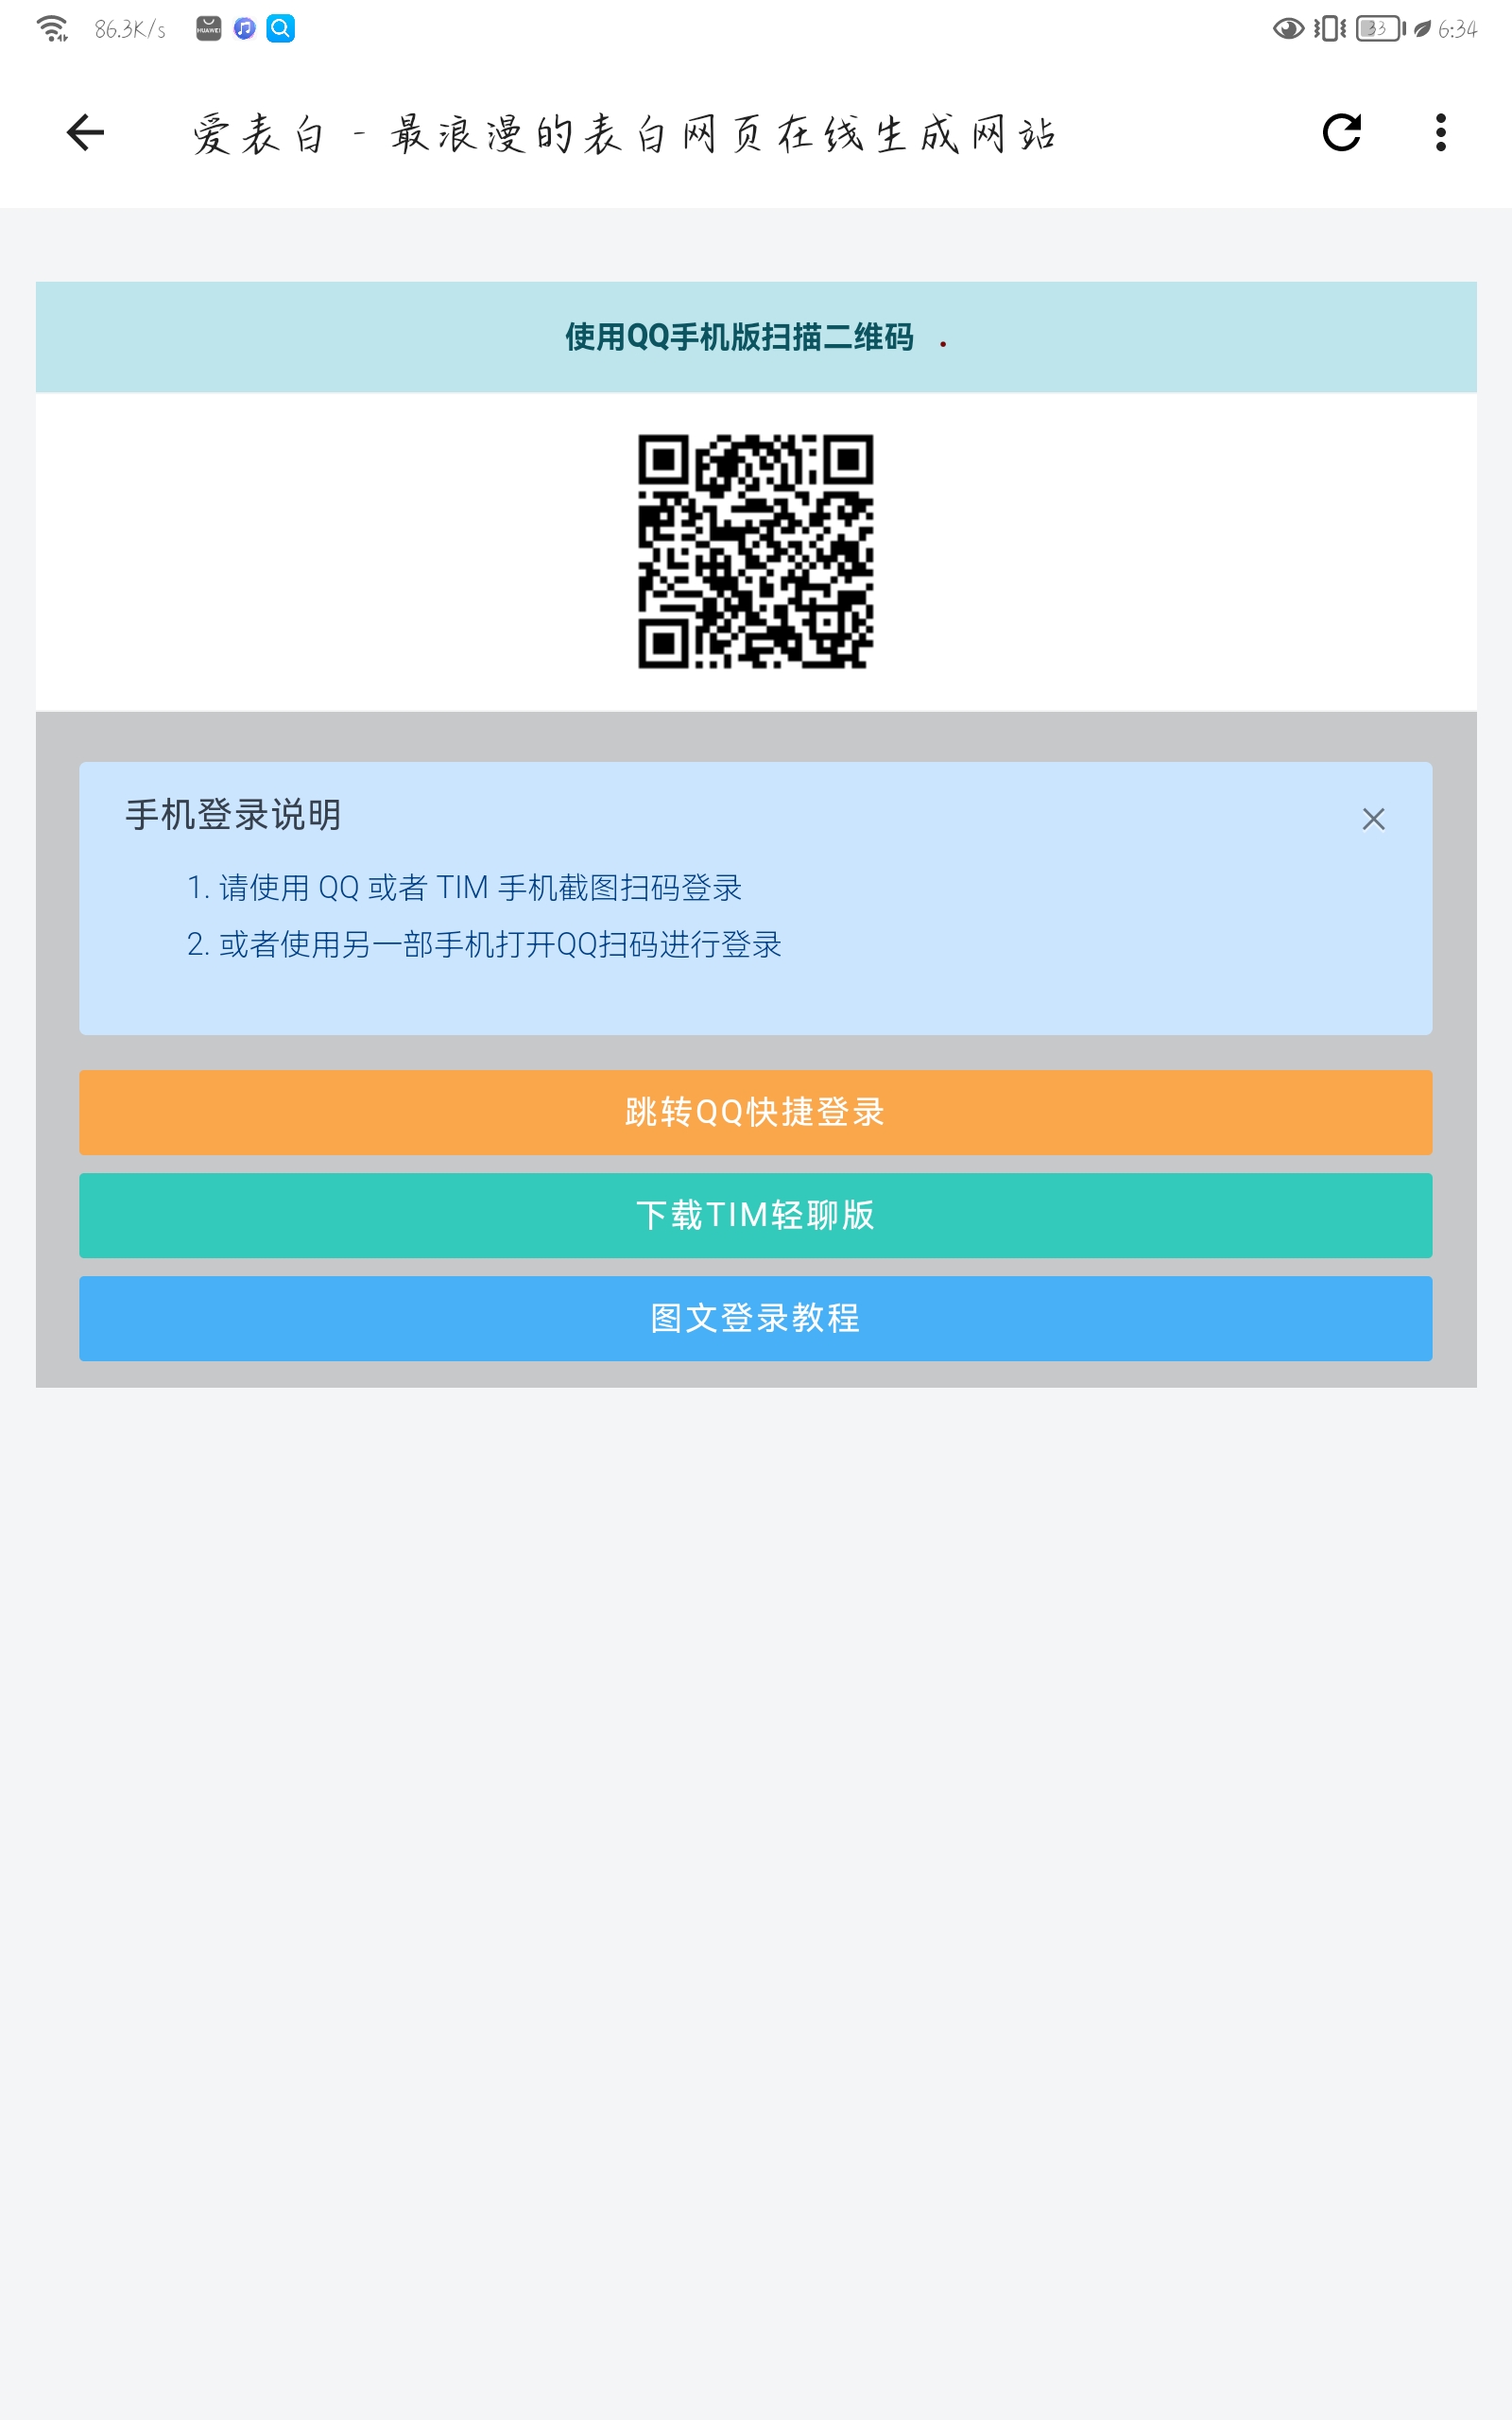 86.3K/s HUAWEI 33 6:34
爱表白 - 最浪漫的表白网页在线生成网站
使用QQ手机版扫描二维码 .
手机登录说明
1. 请使用 QQ 或者 TIM 手机截图扫码登录
2. 或者使用另一部手机打开QQ扫码进行登录
跳转QQ快捷登录
下载TIM轻聊版
图文登录教程